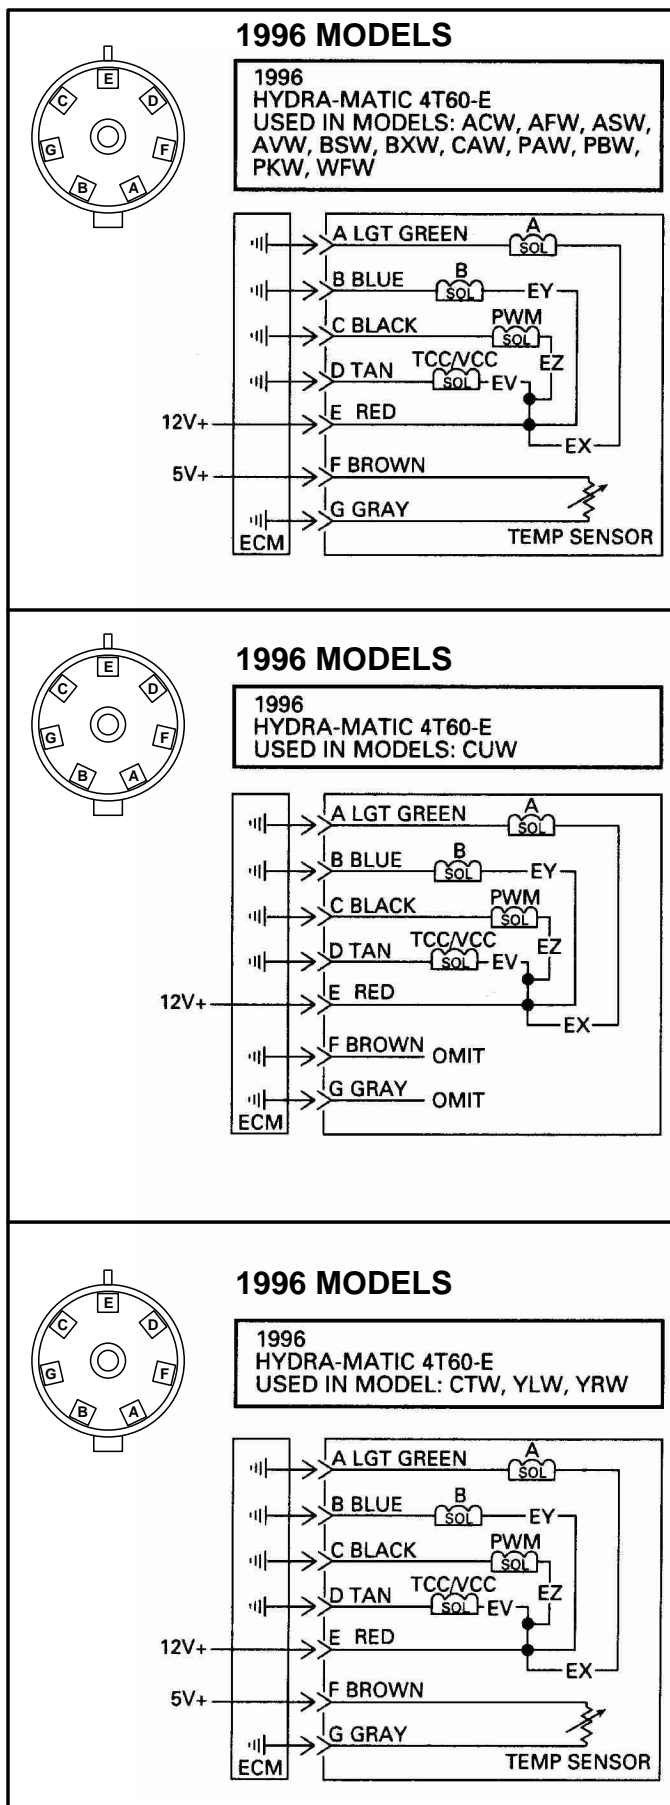 1996 MODELS
E
C
D
G
F
B
A
1996
HYDRA-MATIC 4T60-E
USED IN MODELS: ACW, AFW, ASW,
AVW, BSW, BXW, CAW, PAW, PBW,
PKW, WFW
A LGT GREEN
A
SOL
B BLUE
B
SOL
EY
C BLACK
PWM
SOL
EZ
D TAN
TCC/VCC
SOL
EV
12V+
E RED
EX
5V+
F BROWN
G GRAY
ECM
TEMP SENSOR
1996 MODELS
E
C
D
G
F
B
A
1996
HYDRA-MATIC 4T60-E
USED IN MODELS: CUW
A LGT GREEN
A
SOL
B BLUE
B
SOL
EY
C BLACK
PWM
SOL
EZ
D TAN
TCC/VCC
SOL
EV
12V+
E RED
EX
F BROWN OMIT
G GRAY OMIT
ECM
1996 MODELS
E
C
D
G
F
B
A
1996
HYDRA-MATIC 4T60-E
USED IN MODEL: CTW, YLW, YRW
A LGT GREEN
A
SOL
B BLUE
B
SOL
EY
C BLACK
PWM
SOL
EZ
D TAN
TCC/VCC
SOL
EV
12V+
E RED
EX
5V+
F BROWN
G GRAY
ECM
TEMP SENSOR